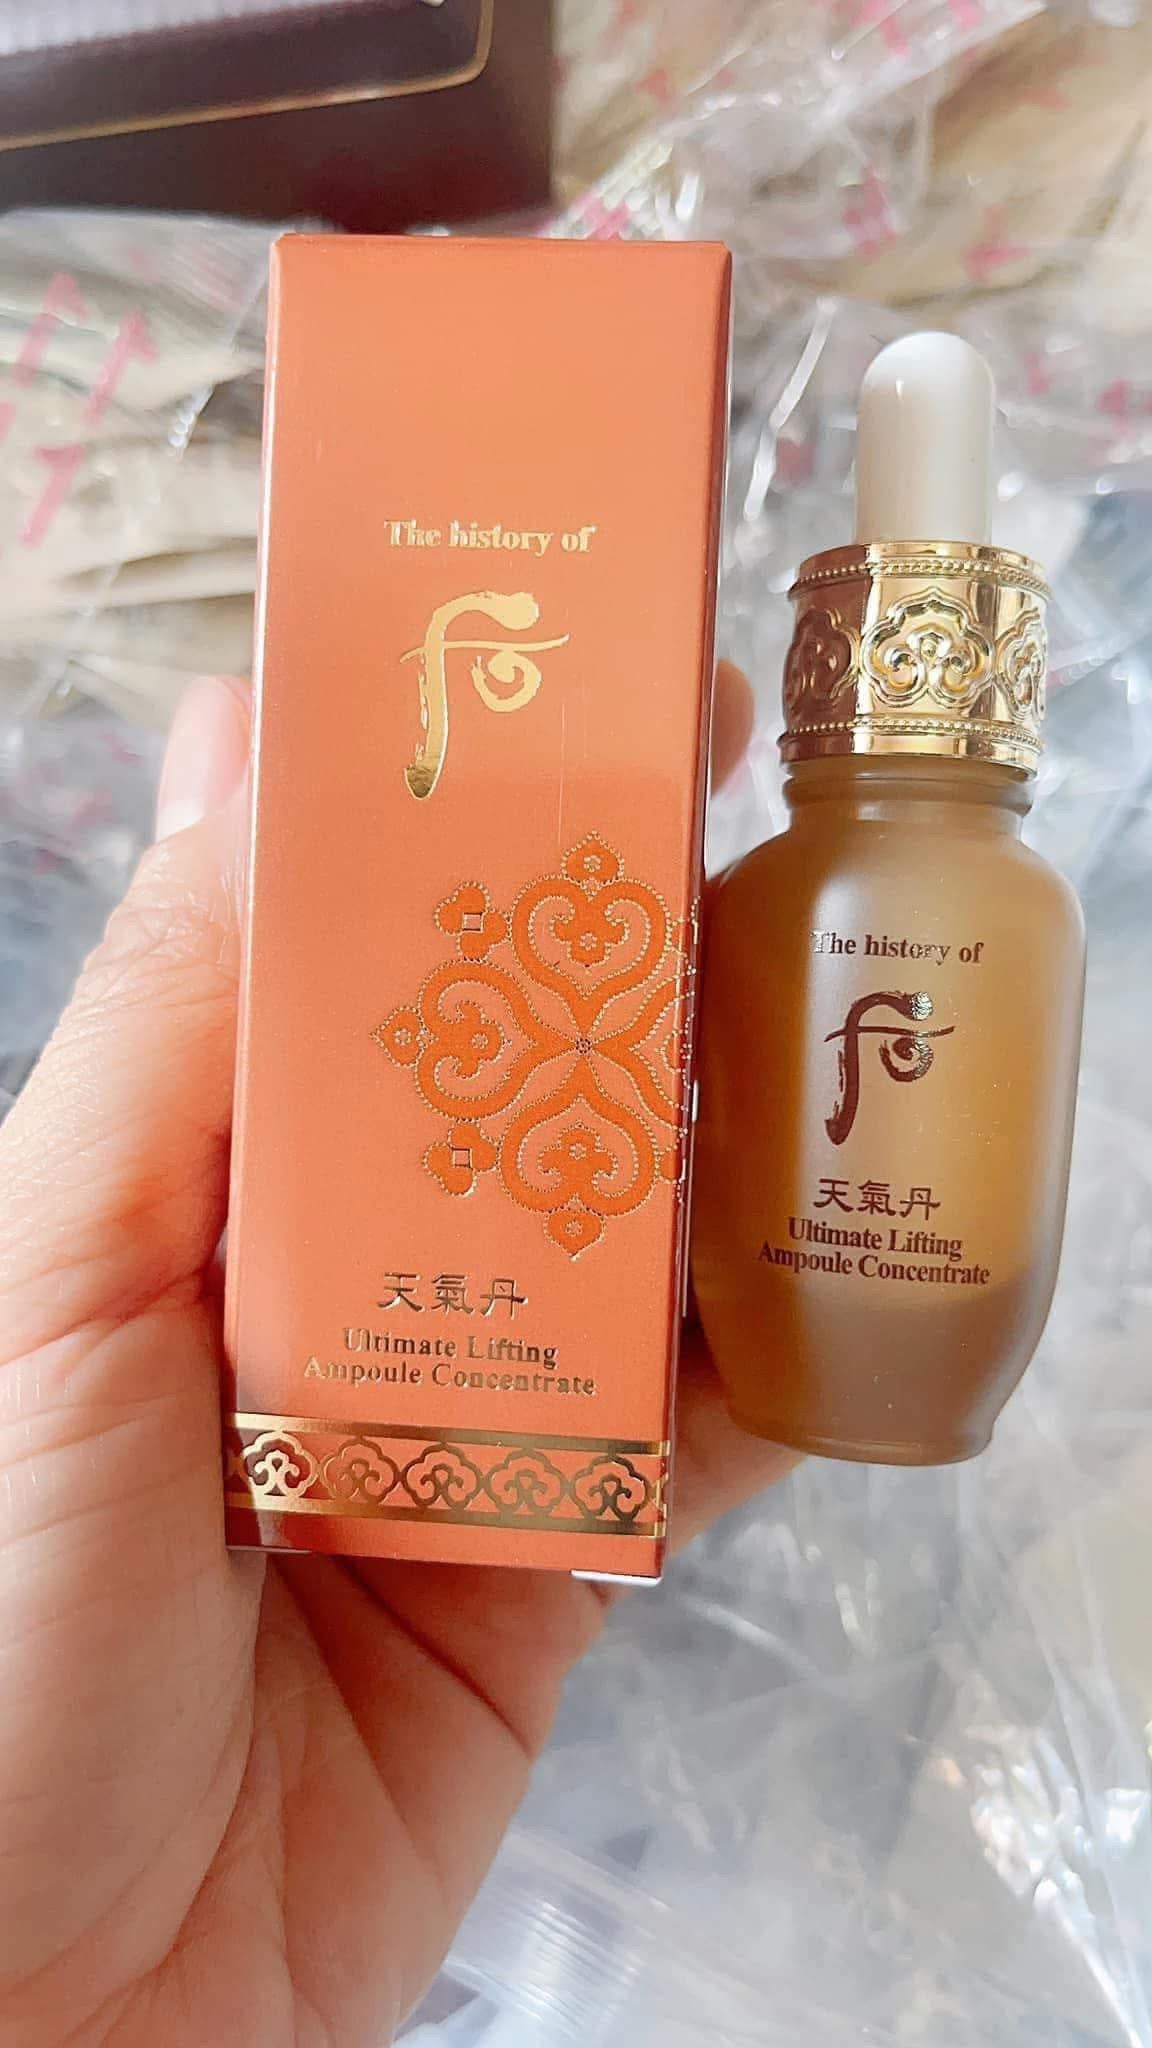 The history of
后
天氣丹
Ultimate Lifting
Ampoule Concentrate
The history of
后
天氣丹
Ultimate Lifting
Ampoule Concentrate